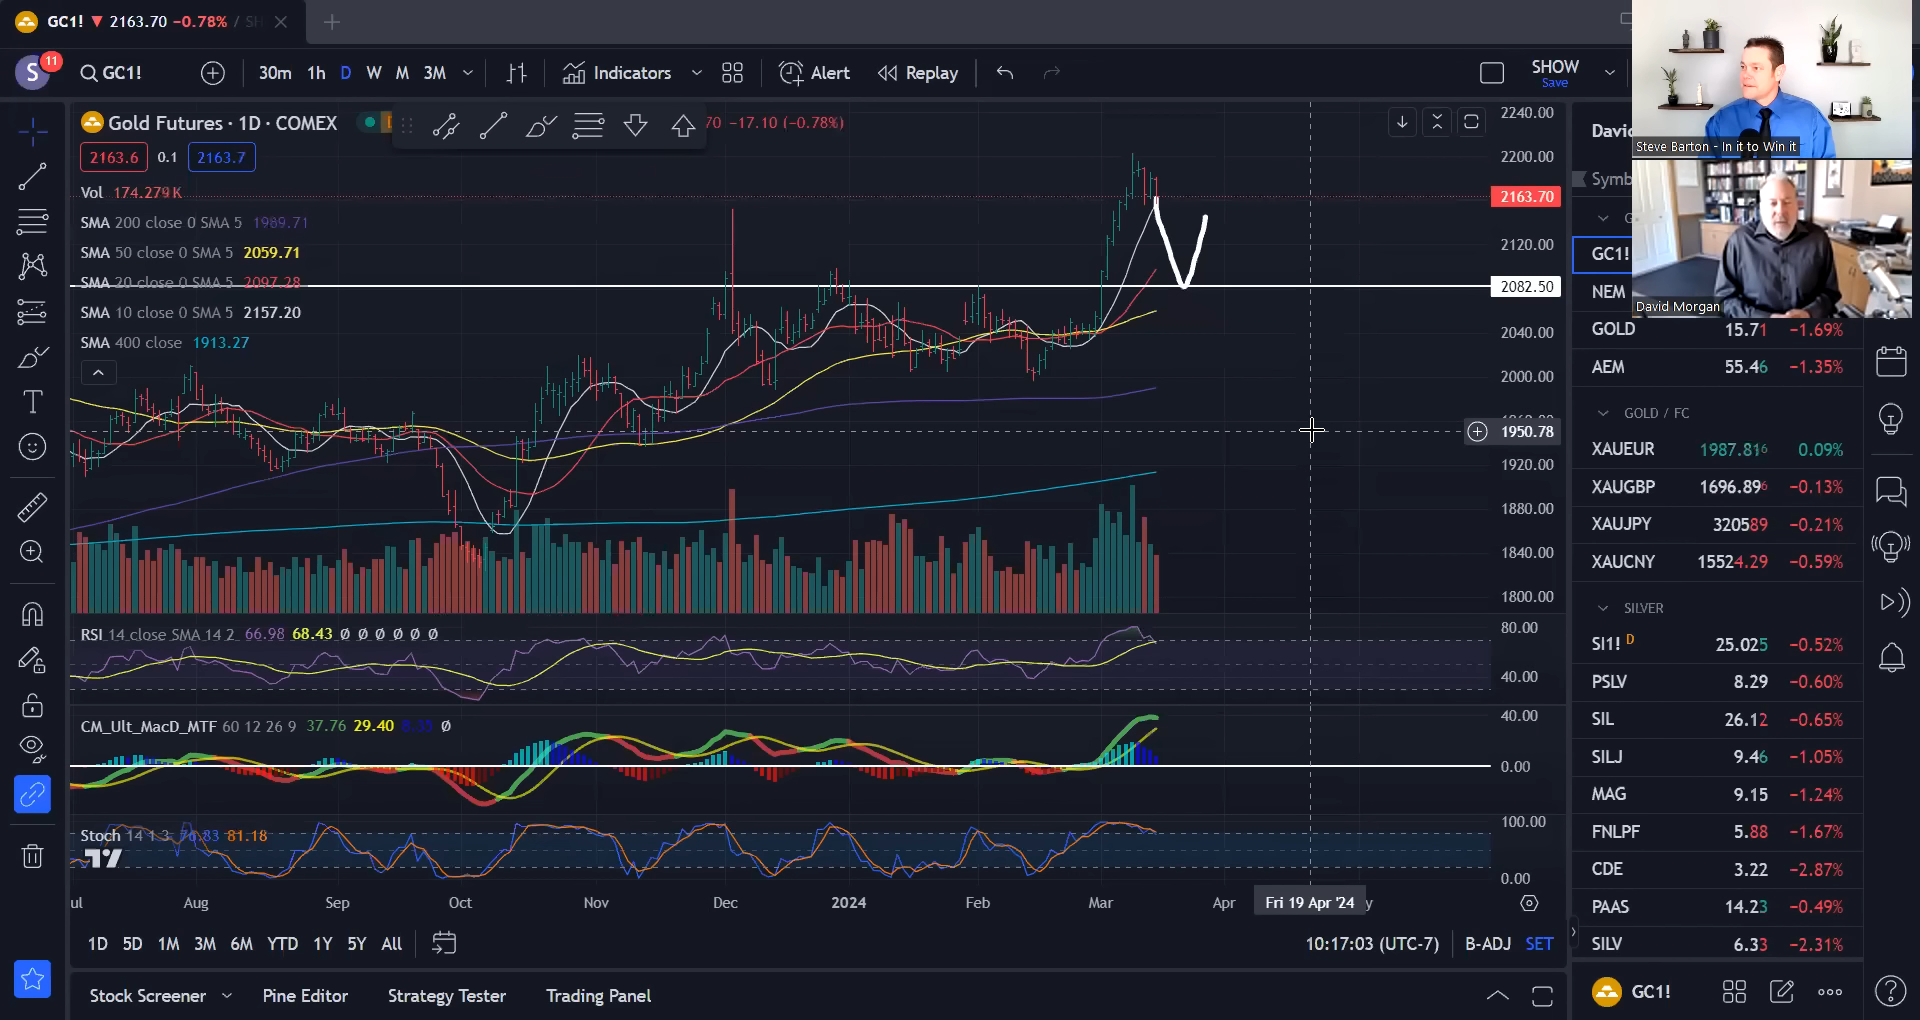 GC1! ▼ 2163.70 −0.78% / SH
S 11 GC1! 30m 1h D W M 3M Indicators Alert Replay SHOW
Save
Gold Futures · 1D · COMEX 70 −17.10 (−0.78%)
2163.6 0.1 2163.7
Vol 174.279K
SMA 200 close 0 SMA 5 1989.71
SMA 50 close 0 SMA 5 2059.71
SMA 20 close 0 SMA 5 2097.28
SMA 10 close 0 SMA 5 2157.20
SMA 400 close 1913.27
2240.00
2200.00
2163.70
2120.00
2082.50
2040.00
2000.00
1950.78
1920.00
1880.00
1840.00
1800.00
RSI 14 close SMA 14 2 66.98 68.43 Ø Ø Ø Ø Ø Ø
80.00
40.00
CM_Ult_MacD_MTF 60 12 26 9 37.76 29.40 Ø
40.00
0.00
Stoch 14 1 3 81.18
100.00
0.00
ul Aug Sep Oct Nov Dec 2024 Feb Mar Apr Fri 19 Apr '24 y
1D 5D 1M 3M 6M YTD 1Y 5Y All 10:17:03 (UTC-7) B-ADJ SET
Stock Screener Pine Editor Strategy Tester Trading Panel
Steve Barton - In it to Win it
David Morgan
Davi
Symb
G
GC1!
NEM
GOLD 15.71 −1.69%
AEM 55.46 −1.35%
GOLD / FC
XAUEUR 1987.816 0.09%
XAUGBP 1696.896 −0.13%
XAUJPY 320589 −0.21%
XAUCNY 15524.29 −0.59%
SILVER
SI1! D 25.025 −0.52%
PSLV 8.29 −0.60%
SIL 26.12 −0.65%
SILJ 9.46 −1.05%
MAG 9.15 −1.24%
FNLPF 5.88 −1.67%
CDE 3.22 −2.87%
PAAS 14.23 −0.49%
SILV 6.33 −2.31%
GC1!